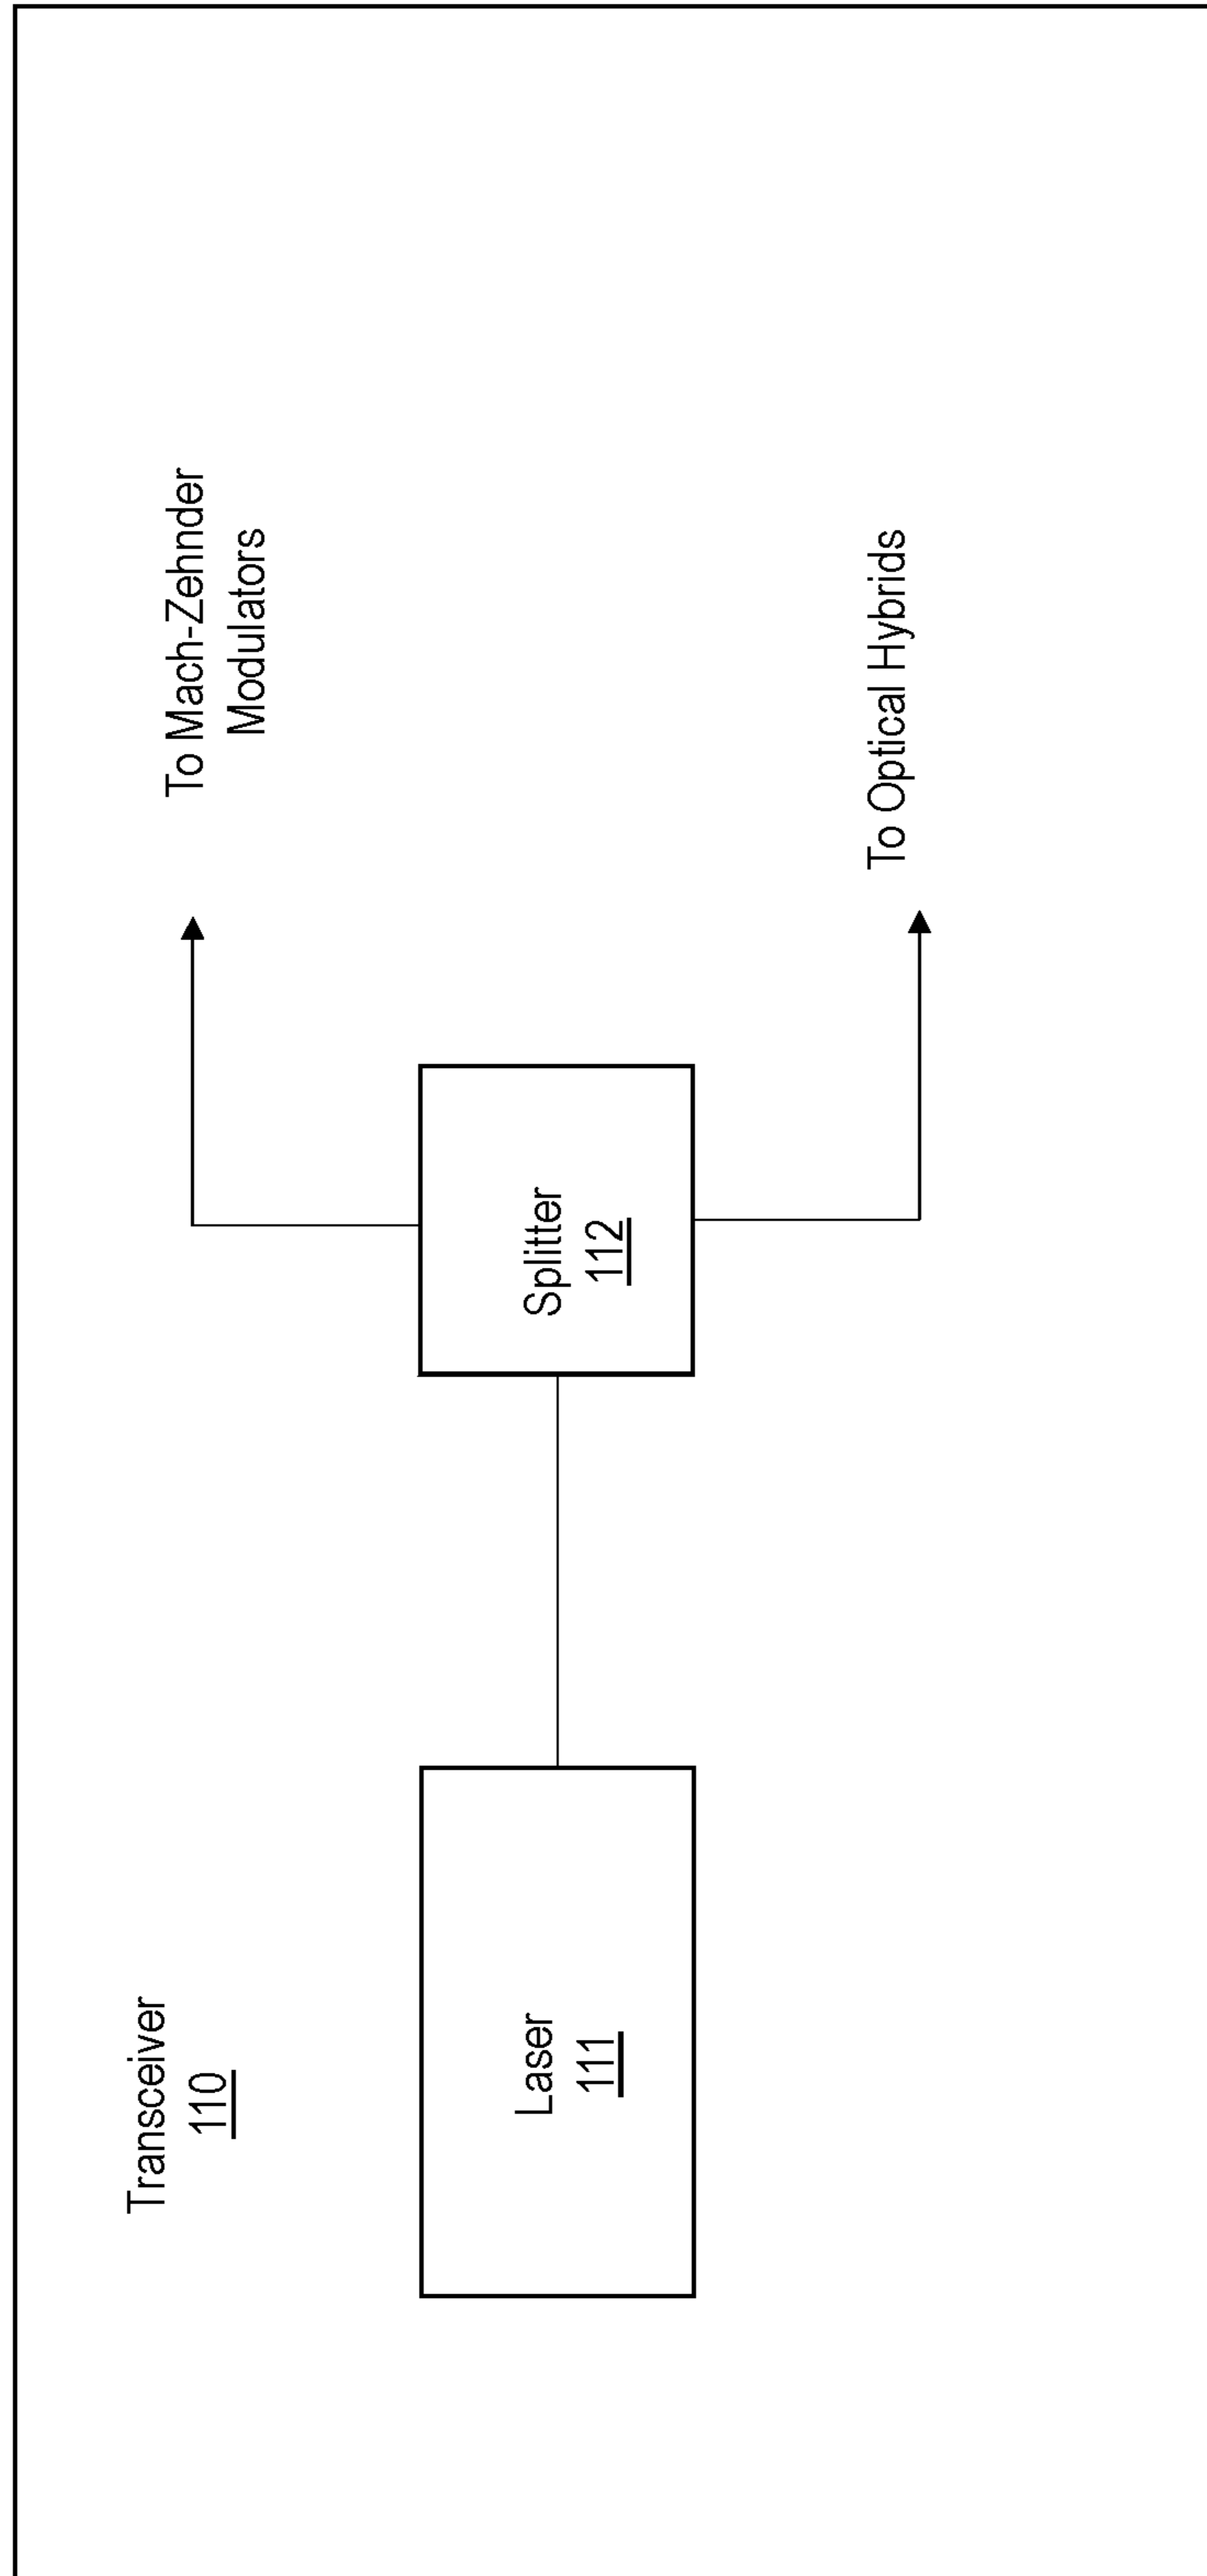 Transceiver
110
Laser
111
Splitter
112
To Mach-Zehnder
Modulators
To Optical Hybrids